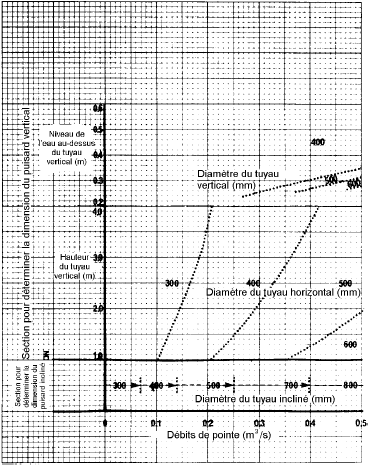 Section pour déterminer la dimension du puisard vertical
0.6
0.5
0.4
0.3
0.2
Niveau de
l'eau au-dessus
du tuyau
vertical (m)
400
Diamètre du tuyau
vertical (mm)
4.0
3.0
2.0
1.0
Hauteur
du tuyau
vertical (m)
300
400
500
Diamètre du tuyau horizontal (mm)
600
Section pour
déterminer la
dimension du
puisard incliné
300
400
500
700
800
Diamètre du tuyau incliné (mm)
0
0,1
0,2
0,3
0,4
0,5
Débits de pointe (m³/s)